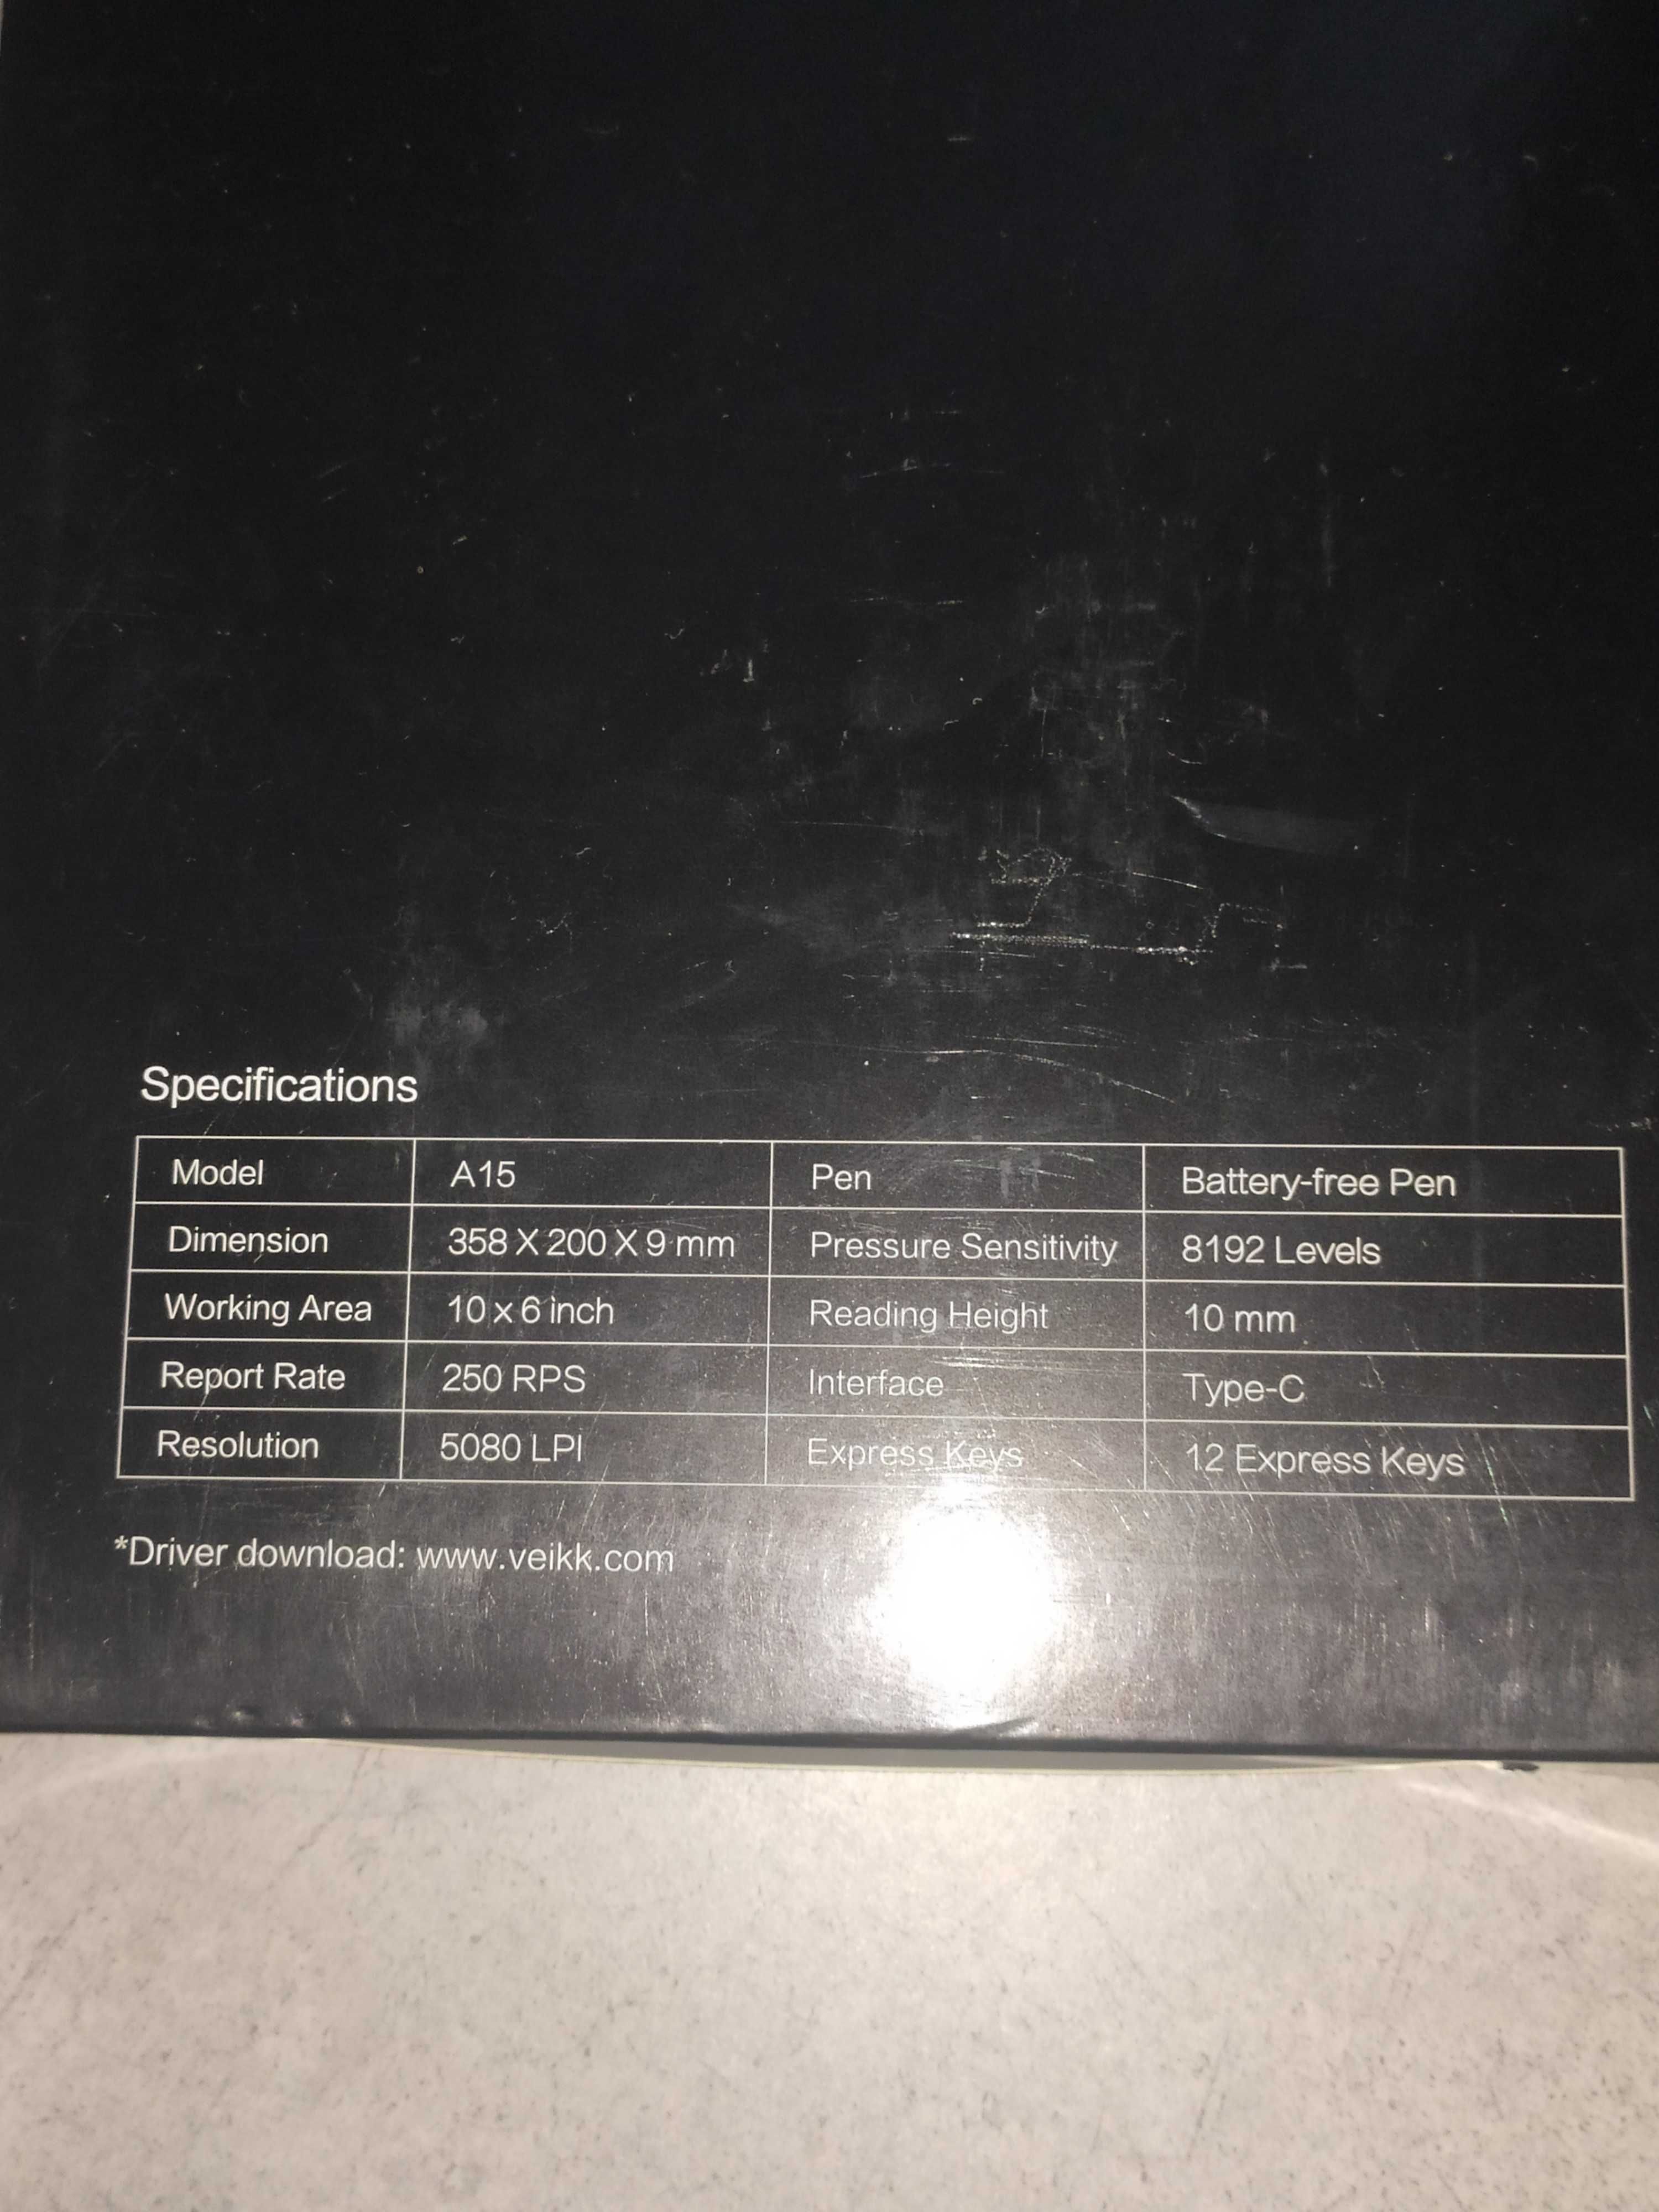 Specifications
Model A15 Pen Battery-free Pen
Dimension 358 X 200 X 9 mm Pressure Sensitivity 8192 Levels
Working Area 10 x 6 inch Reading Height 10 mm
Report Rate 250 RPS Interface Type-C
Resolution 5080 LPI Express Keys 12 Express Keys
*Driver download: www.veikk.com